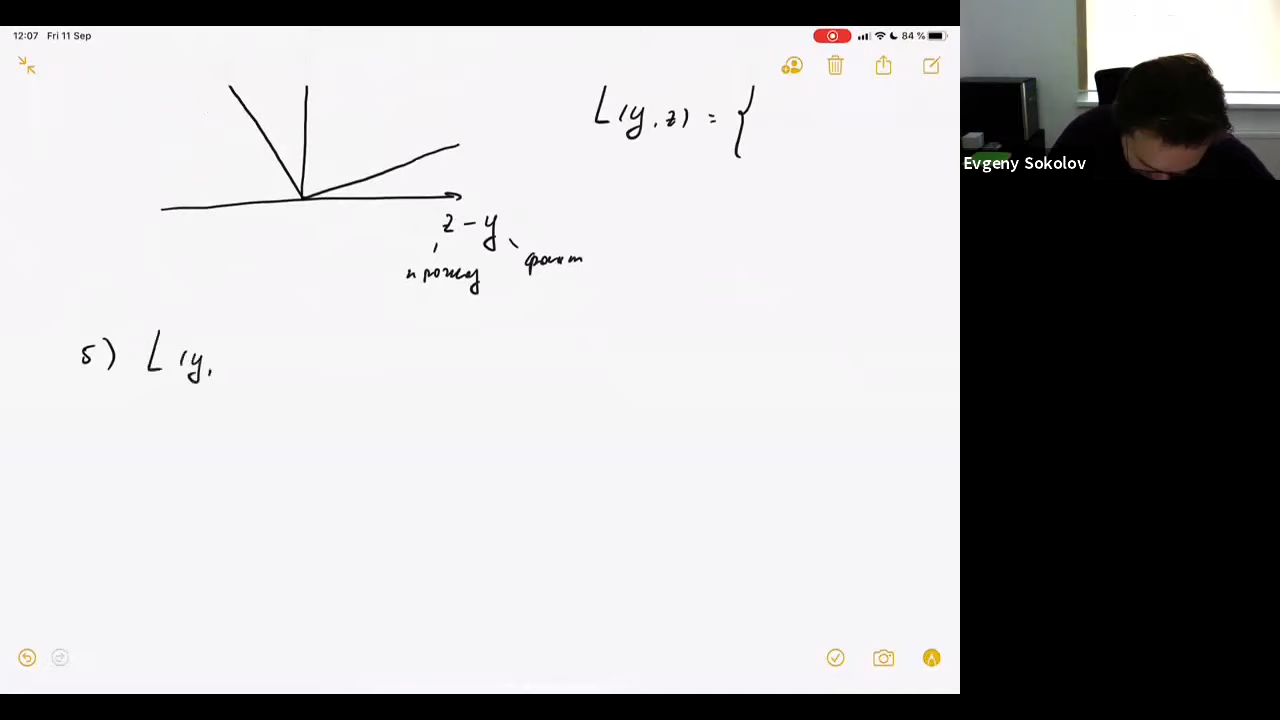 12:07 Fri 11 Sep
84 %
L(y, z) = {
z - y
прогноз факт
5) L(y,
Evgeny Sokolov